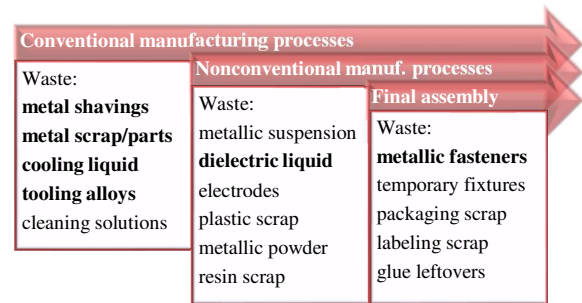 Conventional manufacturing processes
Waste:
metal shavings
metal scrap/parts
cooling liquid
tooling alloys
cleaning solutions
Nonconventional manuf. processes
Waste:
metallic suspension
dielectric liquid
electrodes
plastic scrap
metallic powder
resin scrap
Final assembly
Waste:
metallic fasteners
temporary fixtures
packaging scrap
labeling scrap
glue leftovers